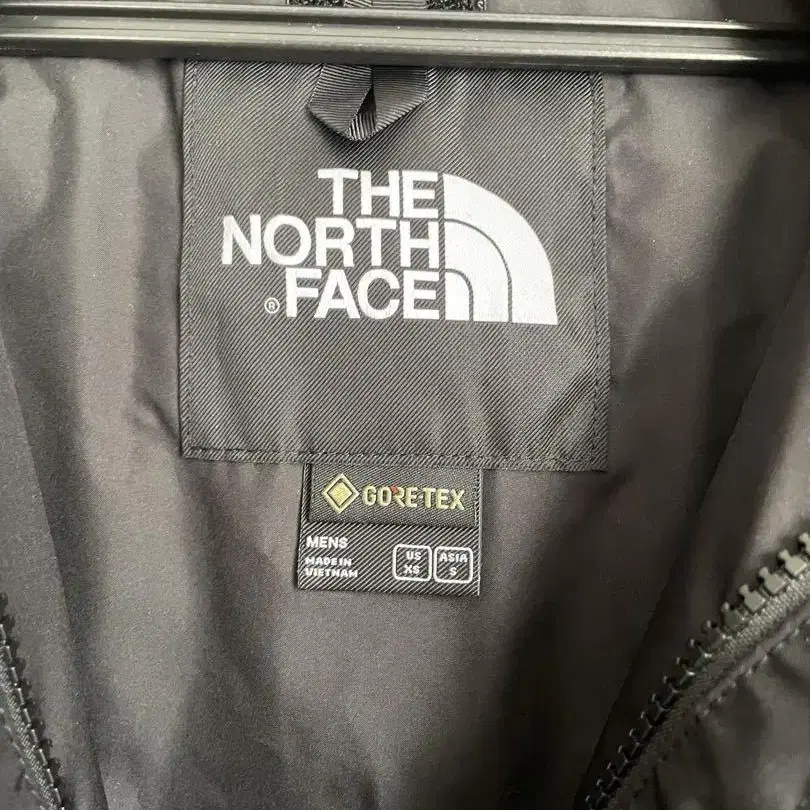 THE
NORTH
® FACE
GORE-TEX
MENS
MADE IN
VIETNAM
US
XS
ASIA
S